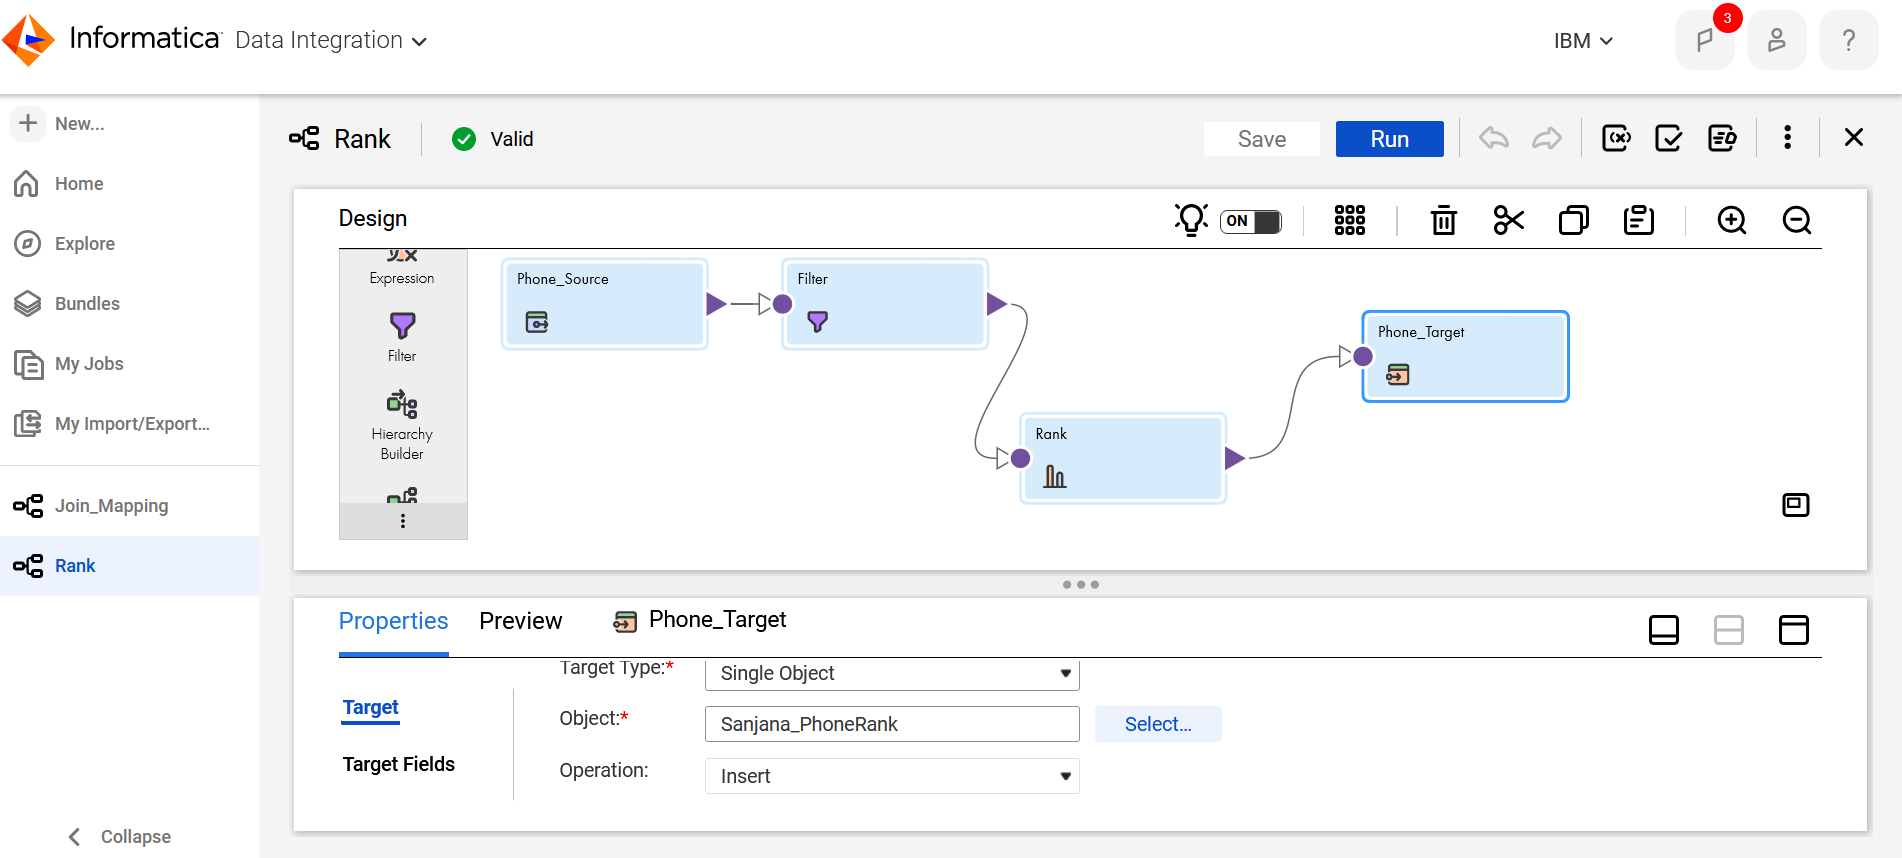 Informatica Data Integration
IBM
3
?
New...
Home
Explore
Bundles
My Jobs
My Import/Export...
Join_Mapping
Rank
Collapse
Rank
Valid
Save
Run
Design
ON
Expression
Filter
Hierarchy
Builder
Phone_Source
Filter
Rank
Phone_Target
Properties
Preview
Phone_Target
Target
Target Fields
Target Type:*
Single Object
Object:*
Sanjana_PhoneRank
Select...
Operation:
Insert